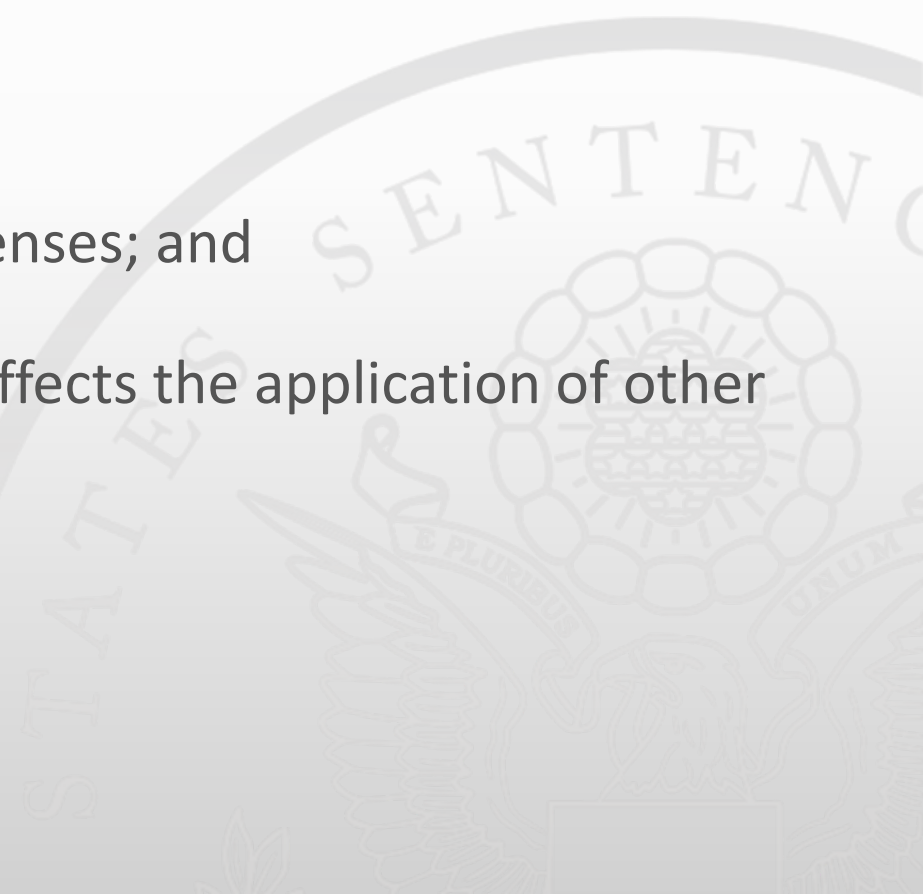 enses; and
ffects the application of other
STATES SENTENC
E PLURIBUS UNUM